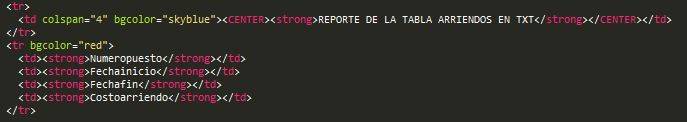 <tr>
<td colspan="4" bgcolor="skyblue"><CENTER><strong>REPORTE DE LA TABLA ARRIENDOS EN TXT</strong></CENTER></td>
</tr>
<tr bgcolor="red">
<td><strong>Numeropuesto</strong></td>
<td><strong>Fechainicio</strong></td>
<td><strong>Fechafin</strong></td>
<td><strong>Costoarriendo</strong></td>
</tr>